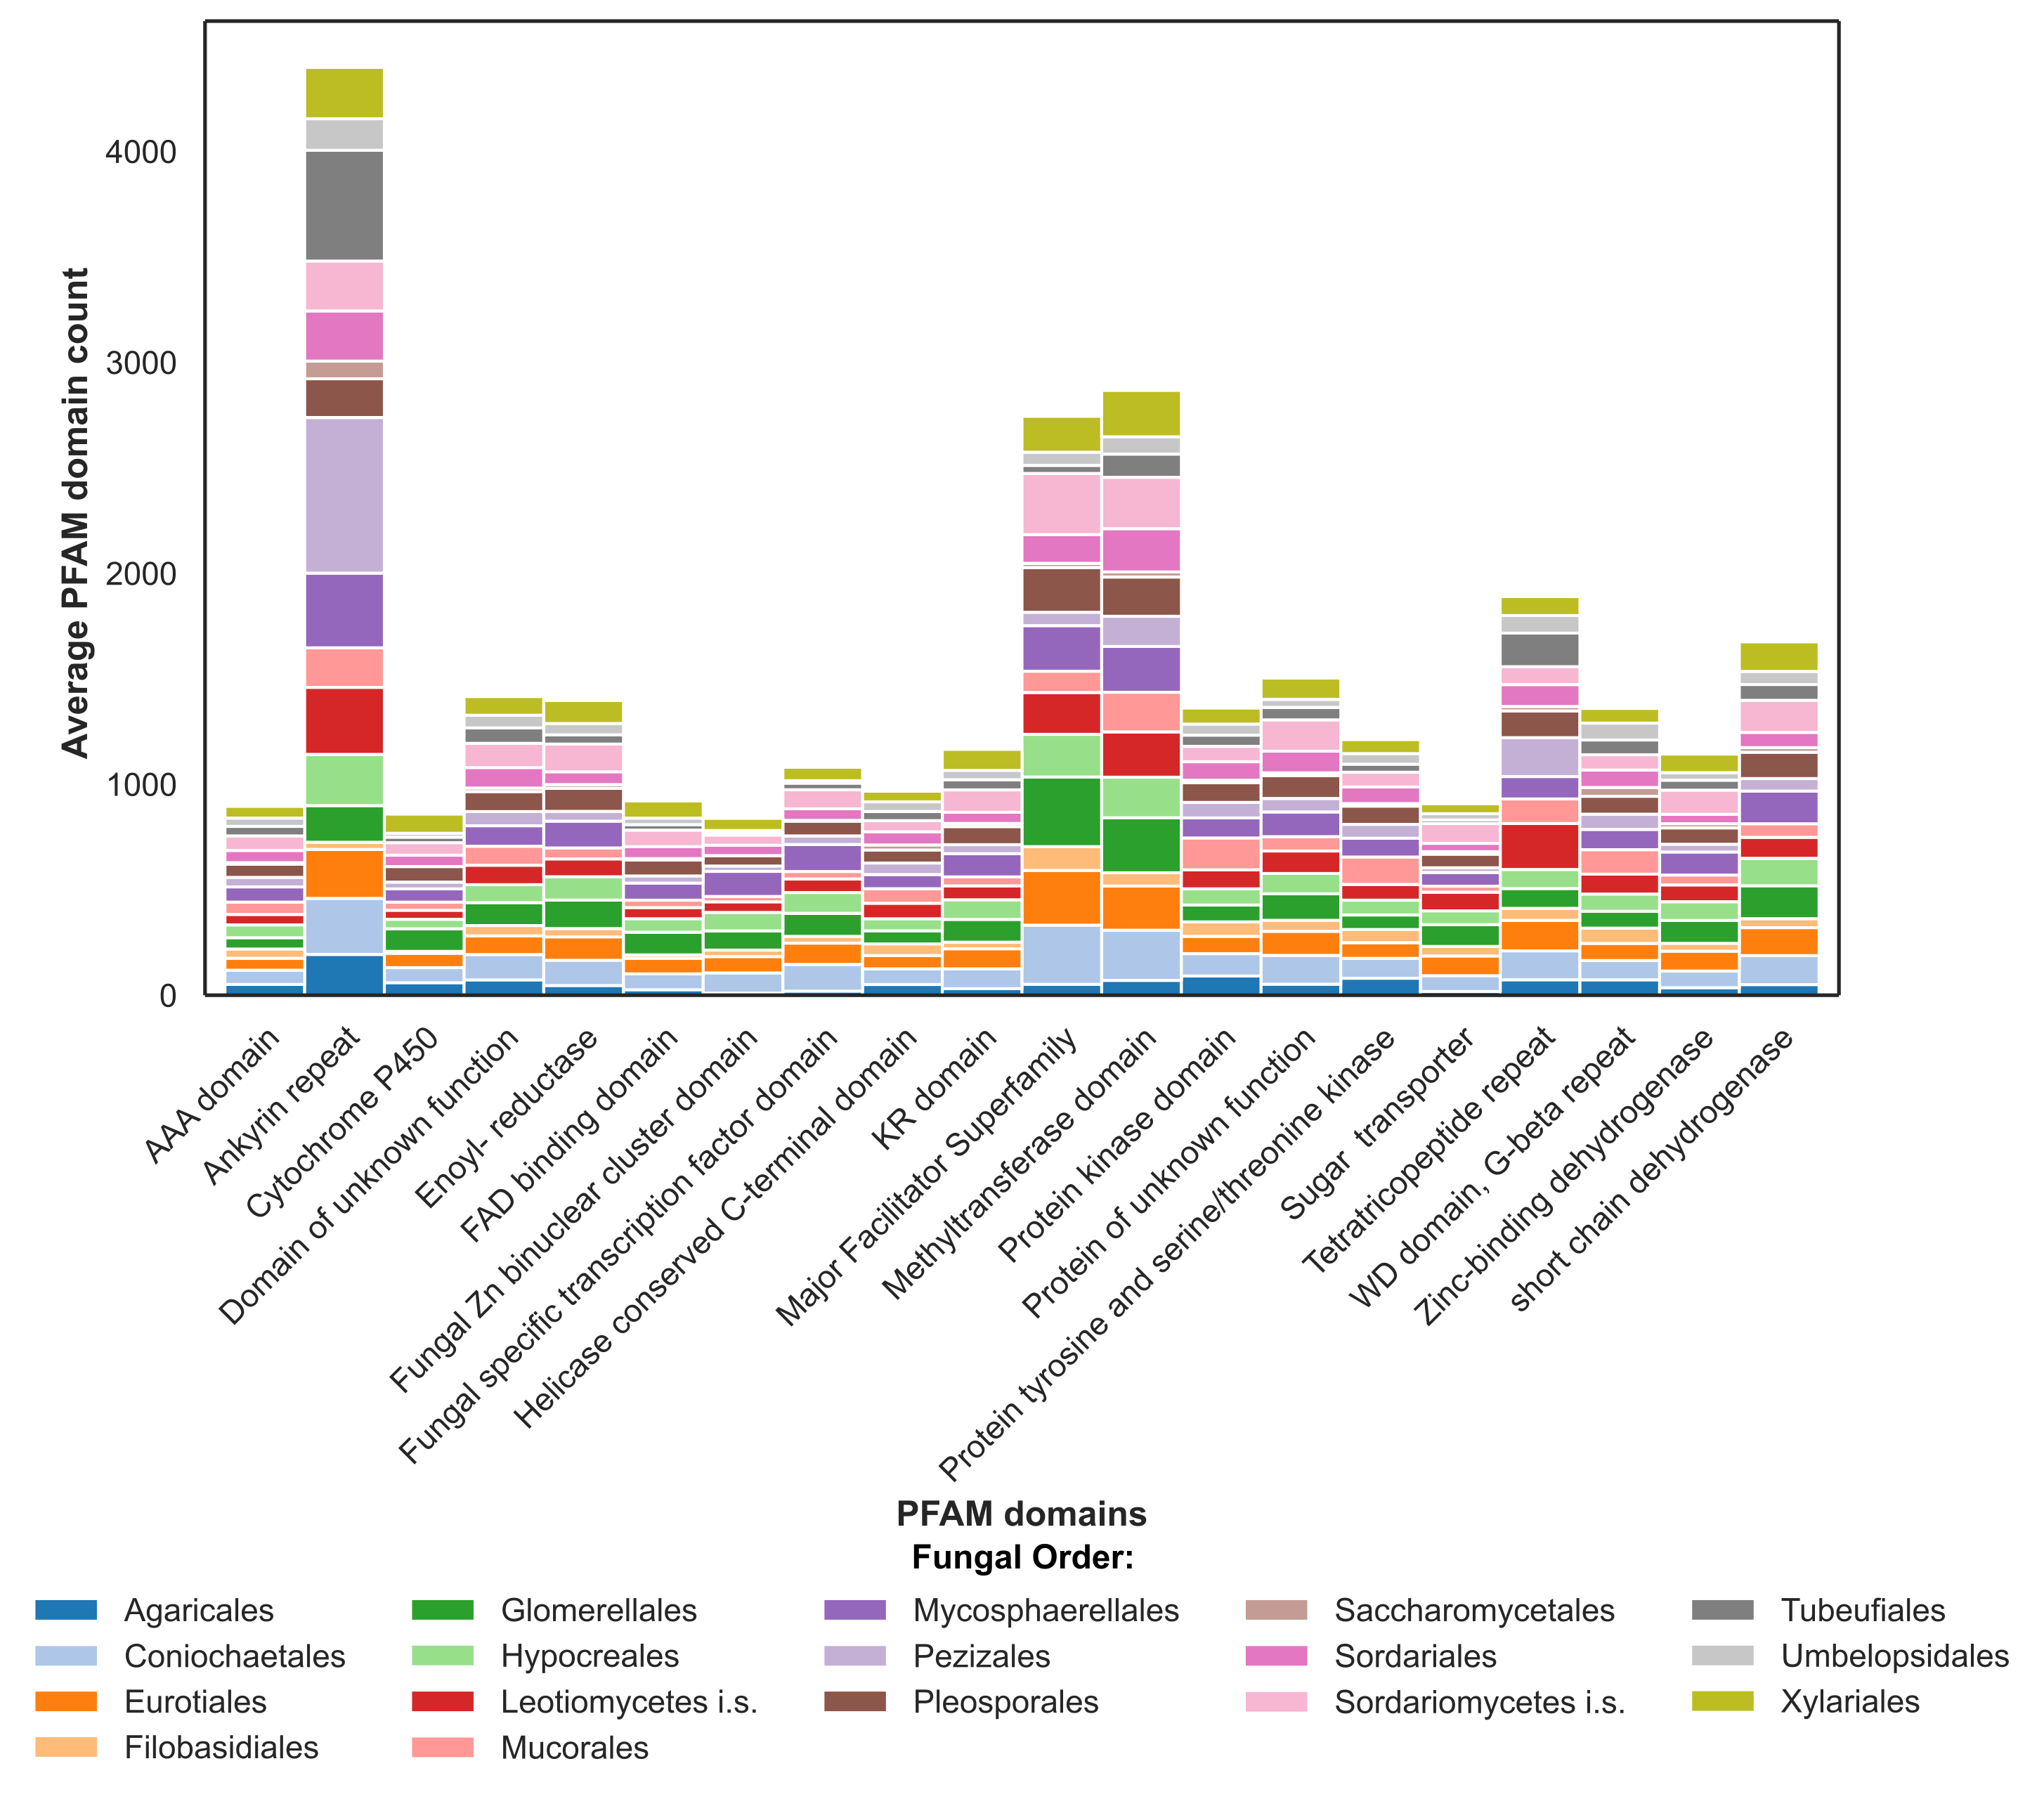 Average PFAM domain count
4000
3000
2000
1000
0
AAA domain
Ankyrin repeat
Cytochrome P450
Domain of unknown function
Enoyl- reductase
FAD binding domain
Fungal Zn binuclear cluster domain
Fungal specific transcription factor domain
Helicase conserved C-terminal domain
KR domain
Major Facilitator Superfamily
Methyltransferase domain
Protein kinase domain
Protein of unknown function
Protein tyrosine and serine/threonine kinase
Sugar transporter
Tetratricopeptide repeat
WD domain, G-beta repeat
Zinc-binding dehydrogenase
short chain dehydrogenase
PFAM domains
Fungal Order:
Agaricales
Coniochaetales
Eurotiales
Filobasidiales
Glomerellales
Hypocreales
Leotiomycetes i.s.
Mucorales
Mycosphaerellales
Pezizales
Pleosporales
Saccharomycetales
Sordariales
Sordariomycetes i.s.
Tubeufiales
Umbelopsidales
Xylariales